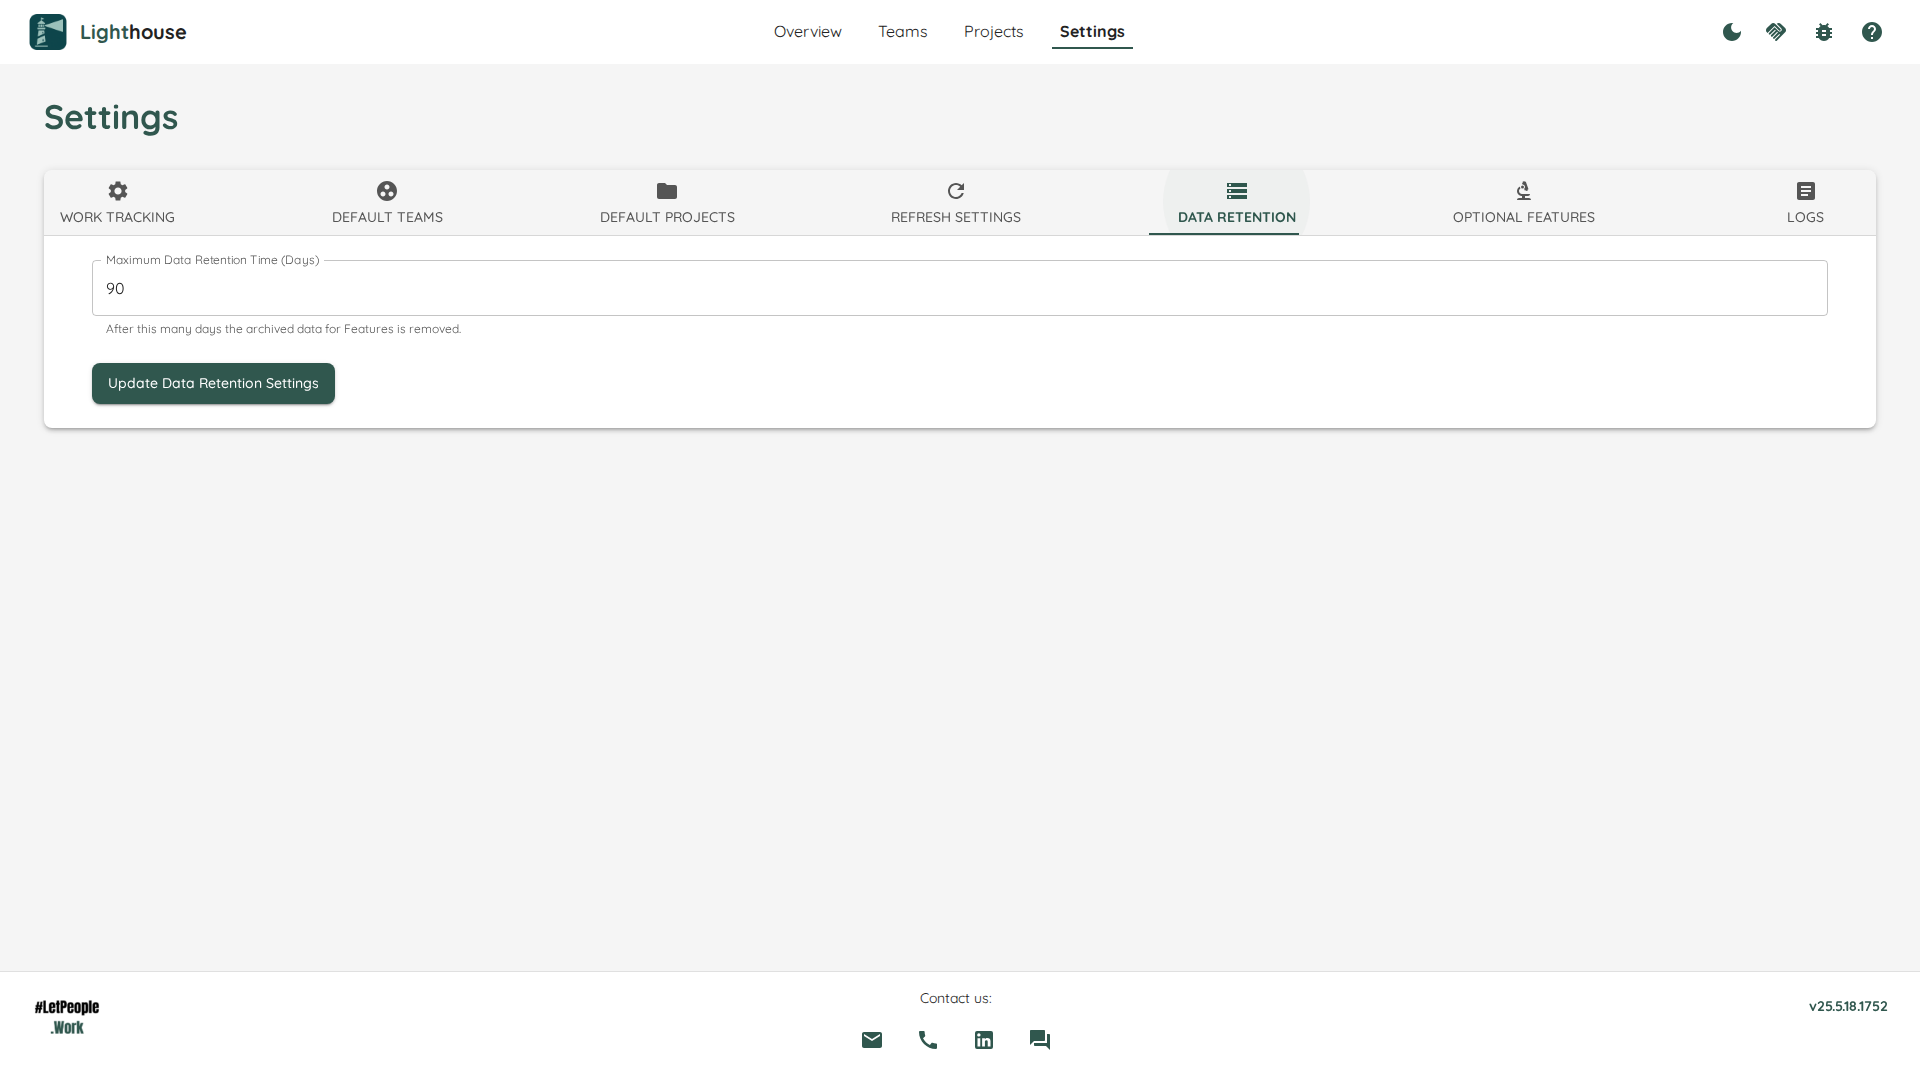 Lighthouse
Overview
Teams
Projects
Settings
Settings
WORK TRACKING
DEFAULT TEAMS
DEFAULT PROJECTS
REFRESH SETTINGS
DATA RETENTION
OPTIONAL FEATURES
LOGS
Maximum Data Retention Time (Days)
90
After this many days the archived data for Features is removed.
Update Data Retention Settings
#LetPeople
.Work
Contact us:
v25.5.18.1752